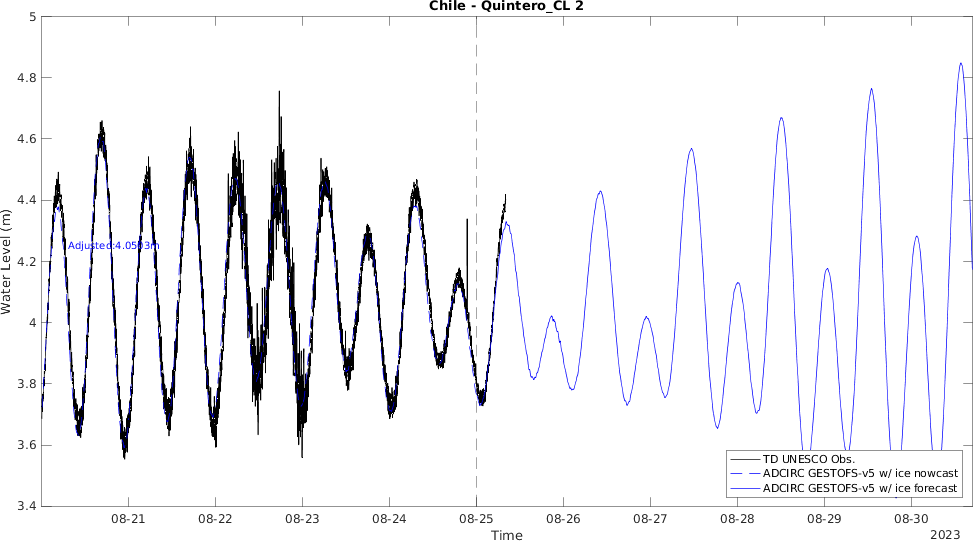 Chile - Quintero_CL 2
5
4.8
4.6
4.4
4.2
4
3.8
3.6
3.4
Water Level (m)
Adjusted:4.0503m
TD UNESCO Obs.
ADCIRC GESTOFS-v5 w/ ice nowcast
ADCIRC GESTOFS-v5 w/ ice forecast
08-21 08-22 08-23 08-24 08-25 08-26 08-27 08-28 08-29 08-30
Time
2023